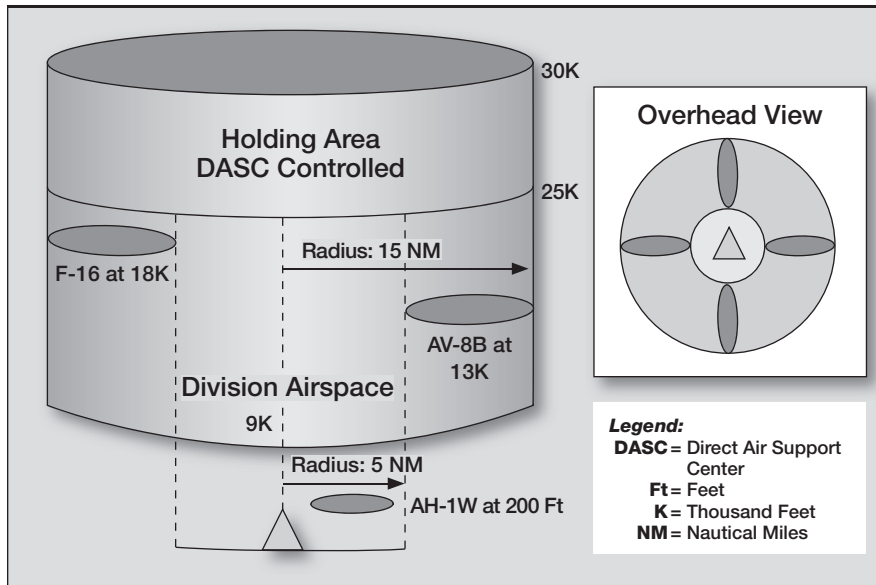 30K
Holding Area
DASC Controlled
25K
F-16 at 18K
Radius: 15 NM
AV-8B at
13K
Division Airspace
9K
Radius: 5 NM
AH-1W at 200 Ft
Overhead View
Legend:
DASC = Direct Air Support
Center
Ft = Feet
K = Thousand Feet
NM = Nautical Miles